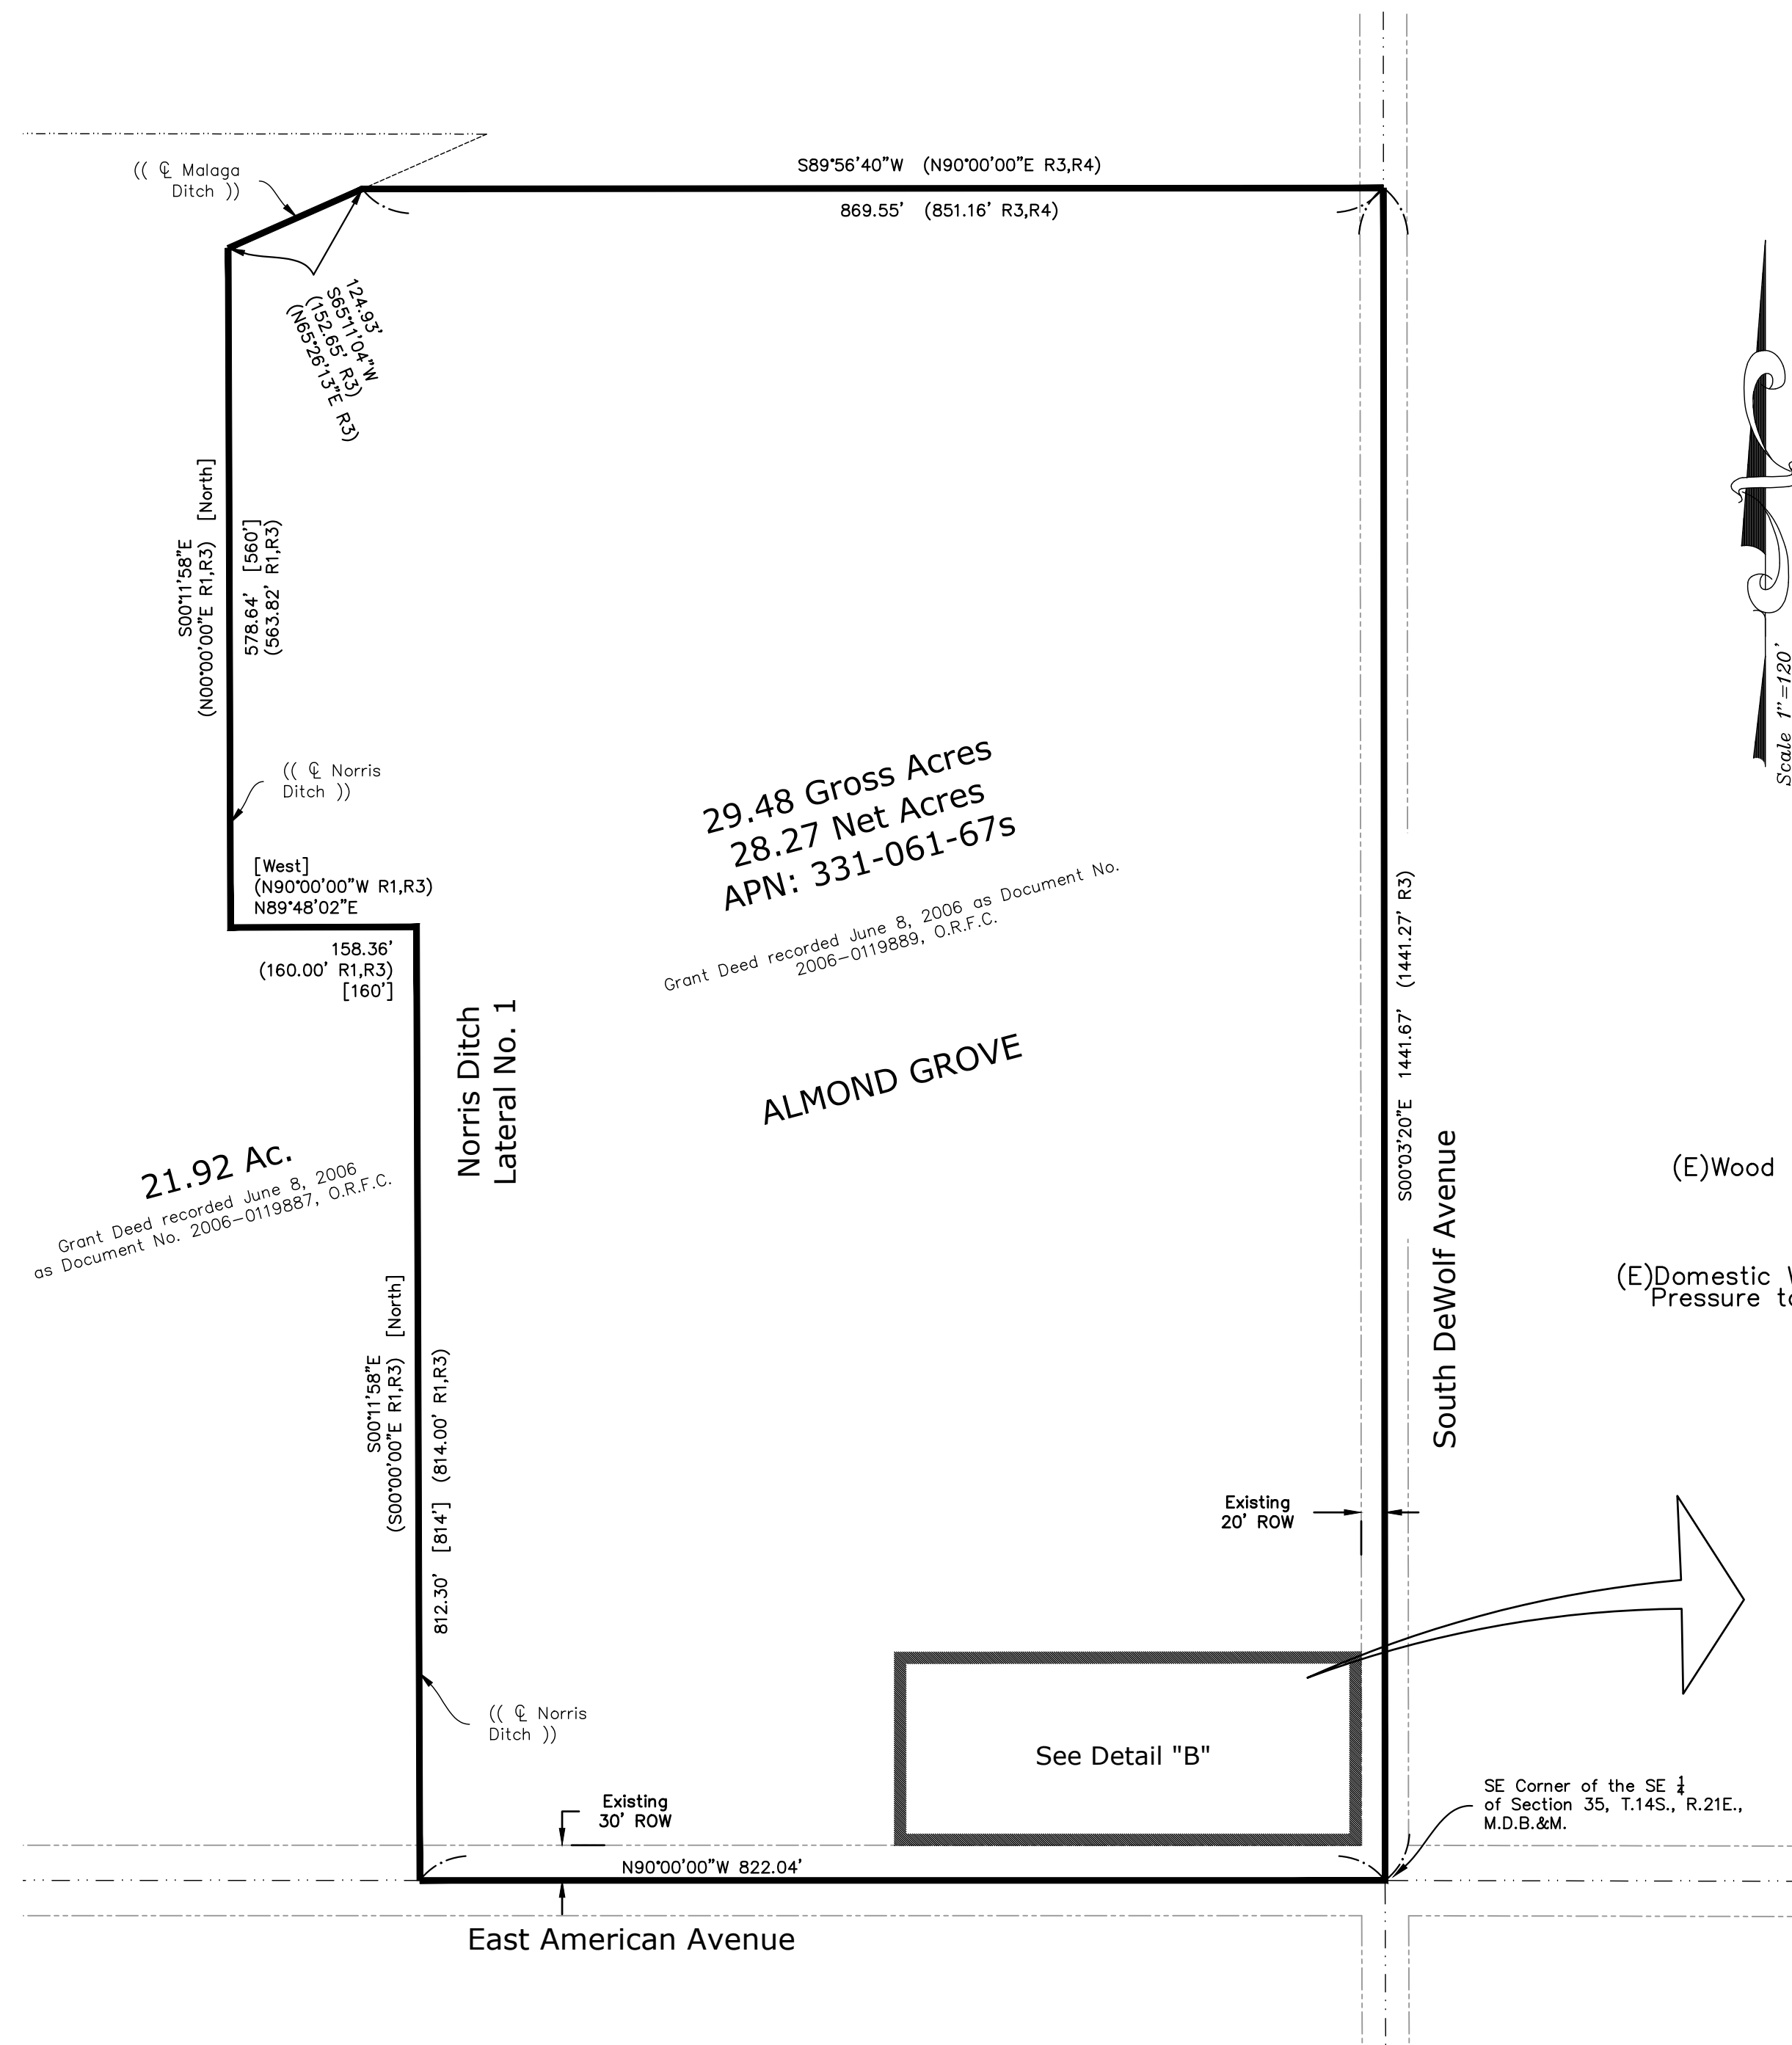 S89°56'40"W (N90°00'00"E R3,R4)
869.55' (851.16' R3,R4)
(( ℄ Malaga
Ditch ))
124.93'
S65°11'04"W
(152.65' R3)
(N65°26'13"E R3)
[North]
S00°11'58"E
(N00°00'00"E R1,R3)
578.64' [560']
(563.82' R1,R3)
(( ℄ Norris
Ditch ))
[West]
(N90°00'00"W R1,R3)
N89°48'02"E
158.36'
(160.00' R1,R3)
[160']
29.48 Gross Acres
28.27 Net Acres
APN: 331-061-67s
Grant Deed recorded June 8, 2006 as Document No.
2006-0119889, O.R.F.C.
ALMOND GROVE
Norris Ditch
Lateral No. 1
21.92 Ac.
Grant Deed recorded June 8, 2006
as Document No. 2006-0119887, O.R.F.C.
[North]
S00°11'58"E
(S00°00'00"E R1,R3)
812.30' [814'] (814.00' R1,R3)
(( ℄ Norris
Ditch ))
S00°03'20"E 1441.67' (1441.27' R3)
South DeWolf Avenue
Scale 1"=120'
(E)Wood
(E)Domestic
Pressure
Existing
20' ROW
See Detail "B"
Existing
30' ROW
SE Corner of the SE 1/4
of Section 35, T.14S., R.21E.,
M.D.B.&M.
N90°00'00"W 822.04'
East American Avenue